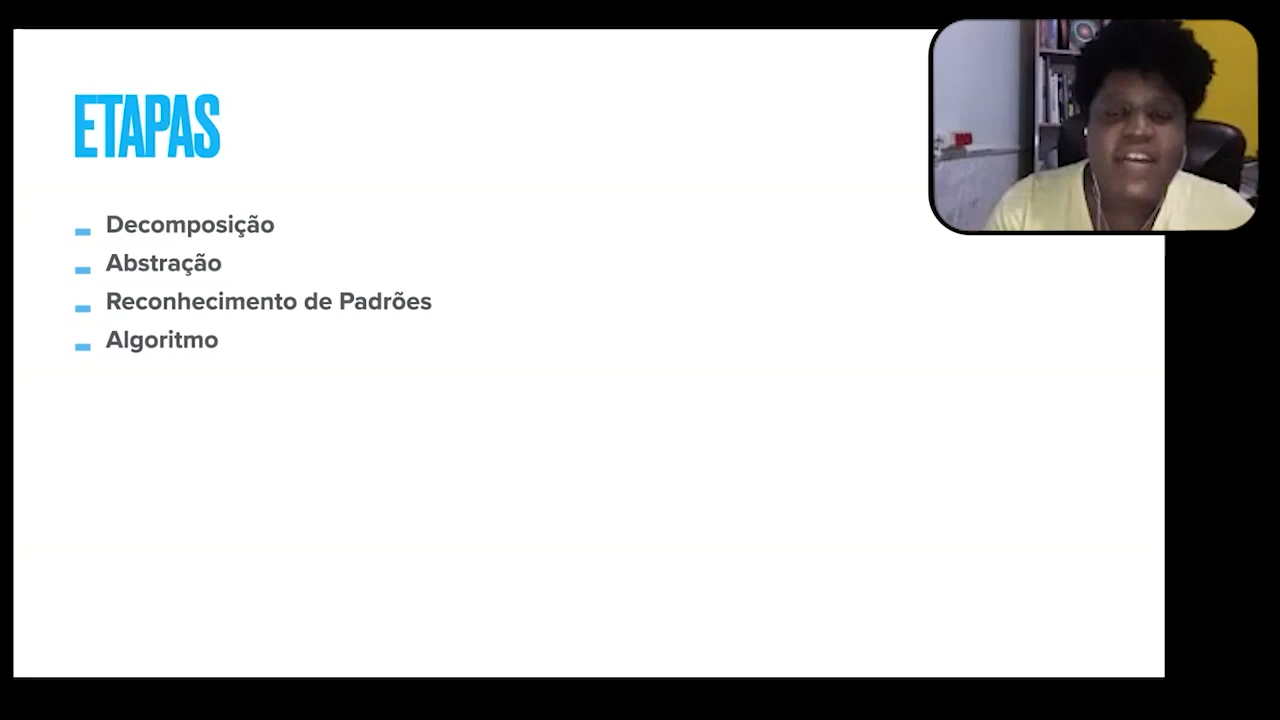 ETAPAS
Decomposição
Abstração
Reconhecimento de Padrões
Algoritmo